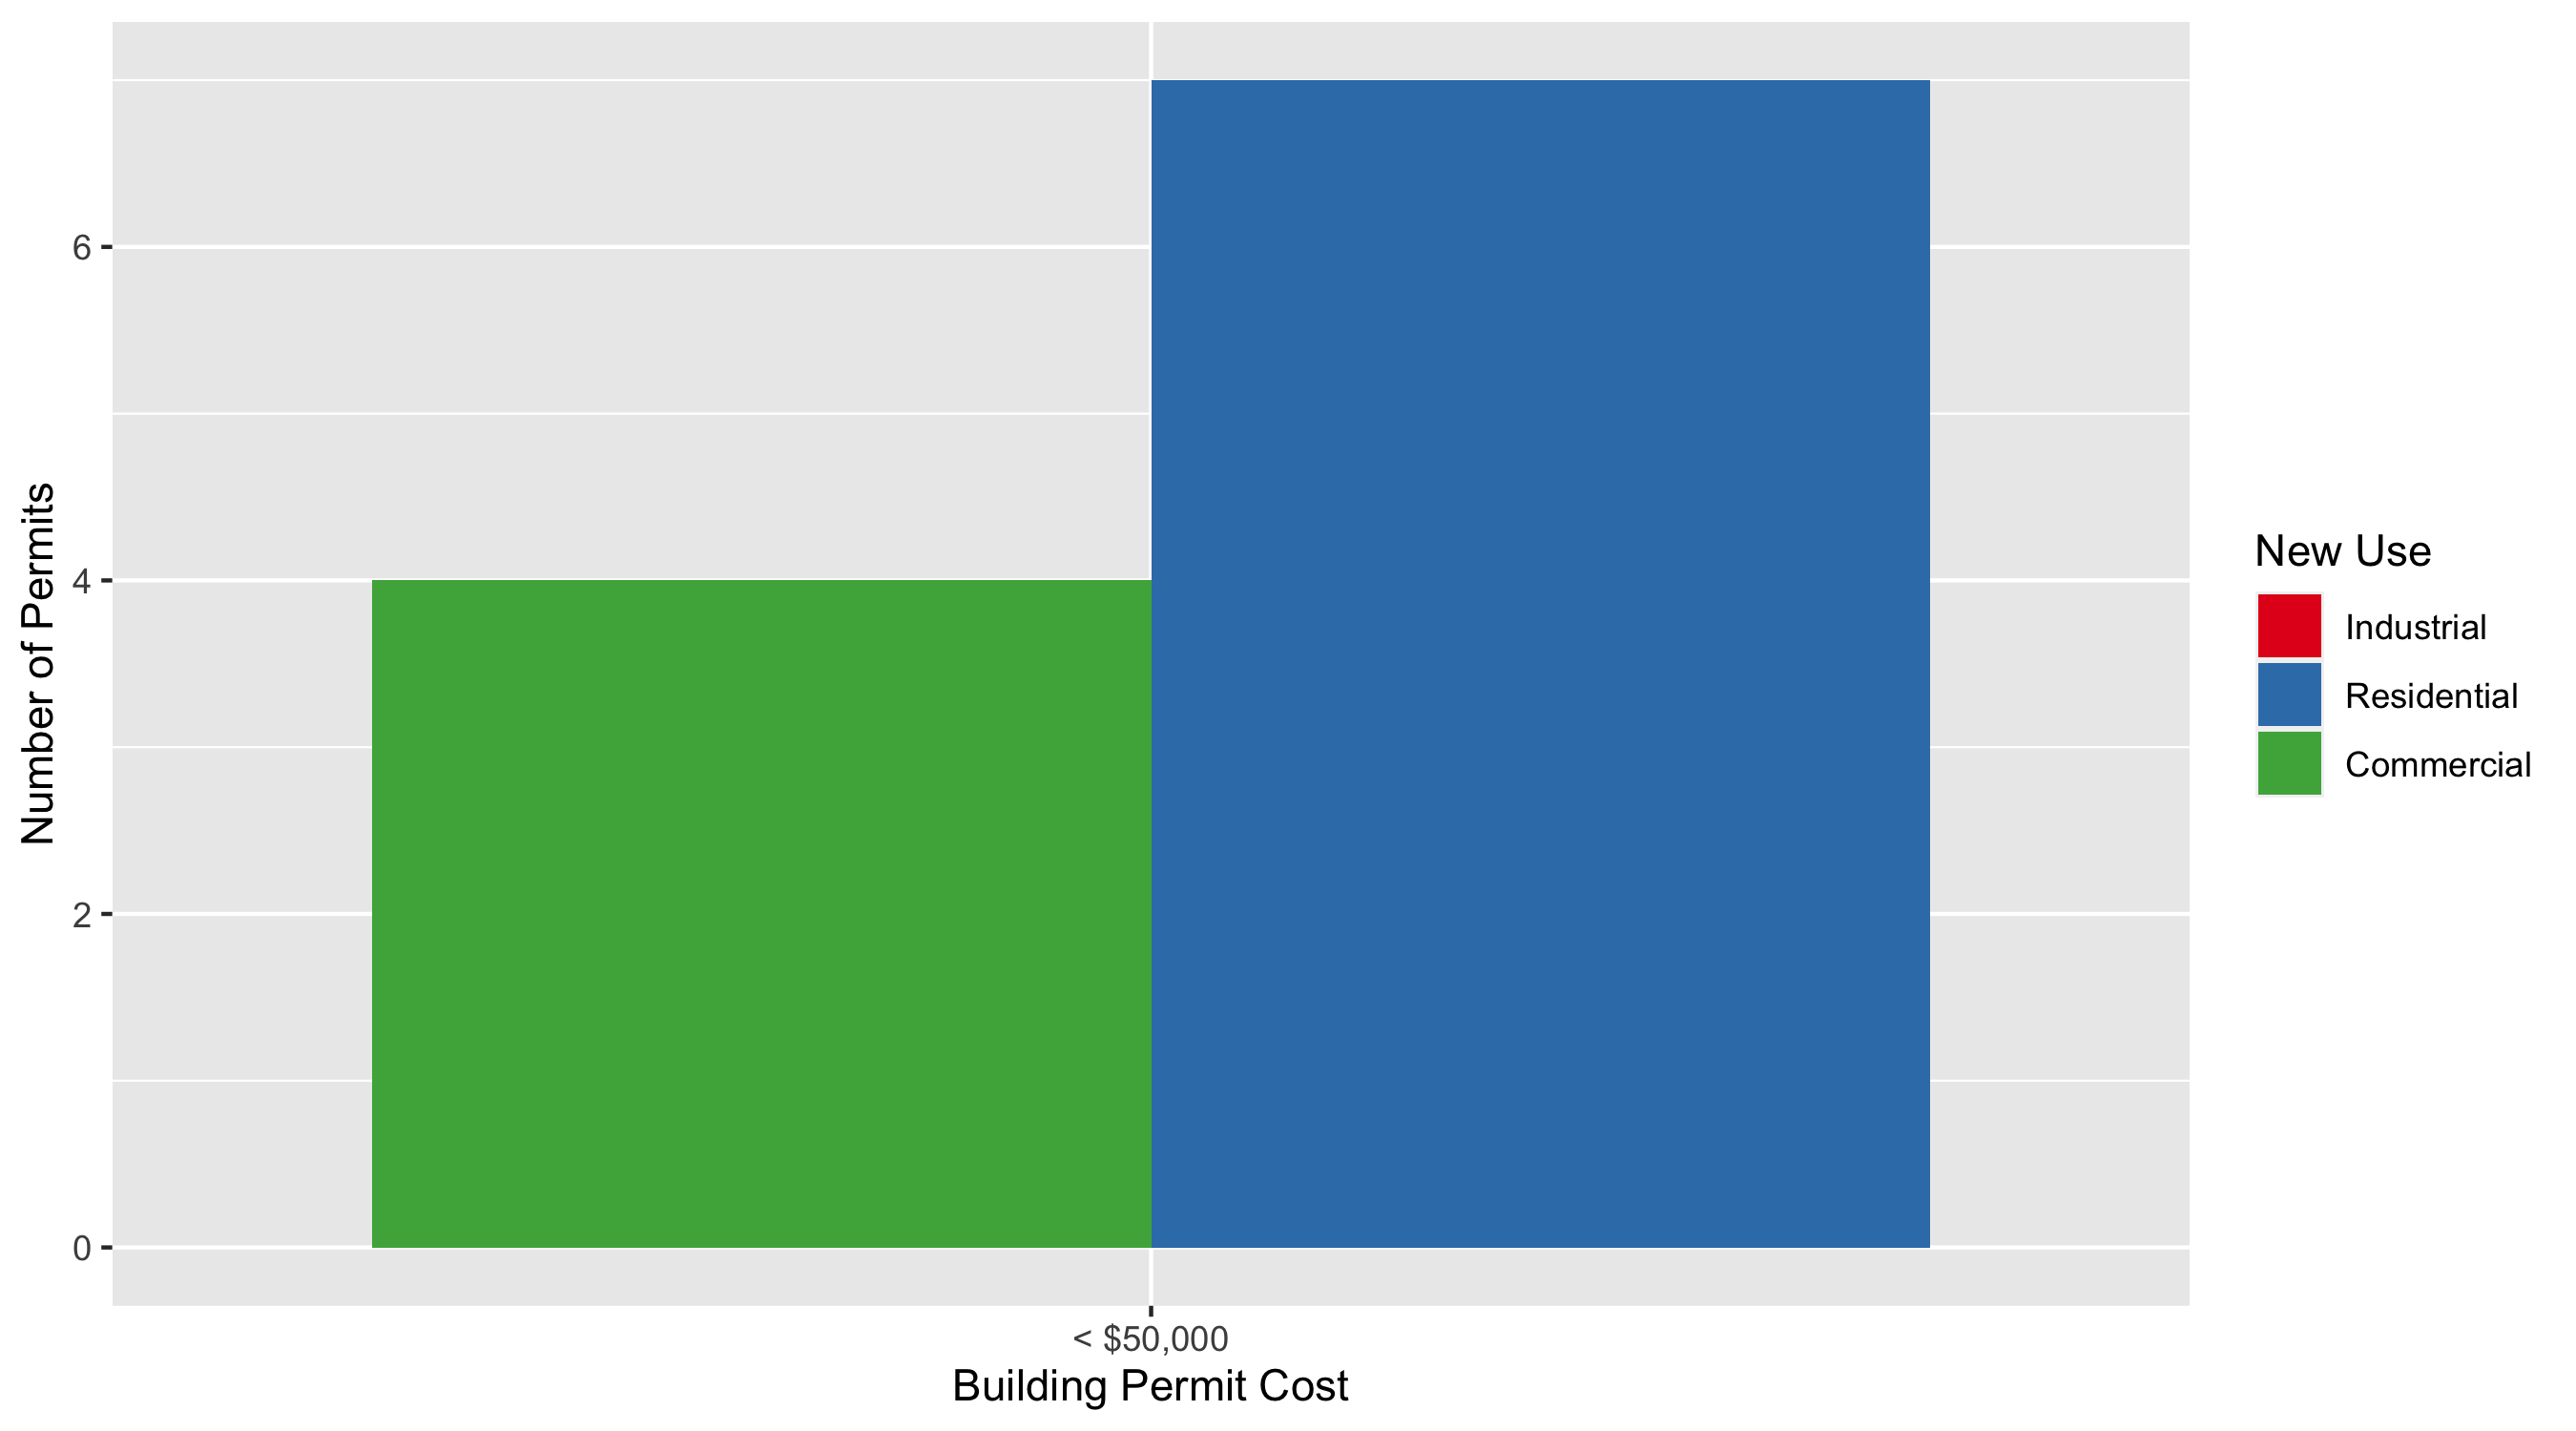 Number of Permits
6
4
2
0
< $50,000
Building Permit Cost
New Use
Industrial
Residential
Commercial